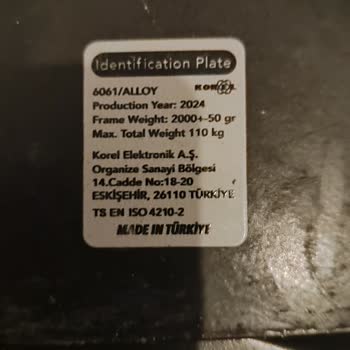 Identification Plate
6061/ALLOY KOREL
Production Year: 2024
Frame Weight: 2000+-50 gr
Max. Total Weight 110 kg
Korel Elektronik A.Ş.
Organize Sanayi Bölgesi
14.Cadde No:18-20
ESKİŞEHİR, 26110 TÜRKİYE
TS EN ISO 4210-2
MADE IN TÜRKİYE